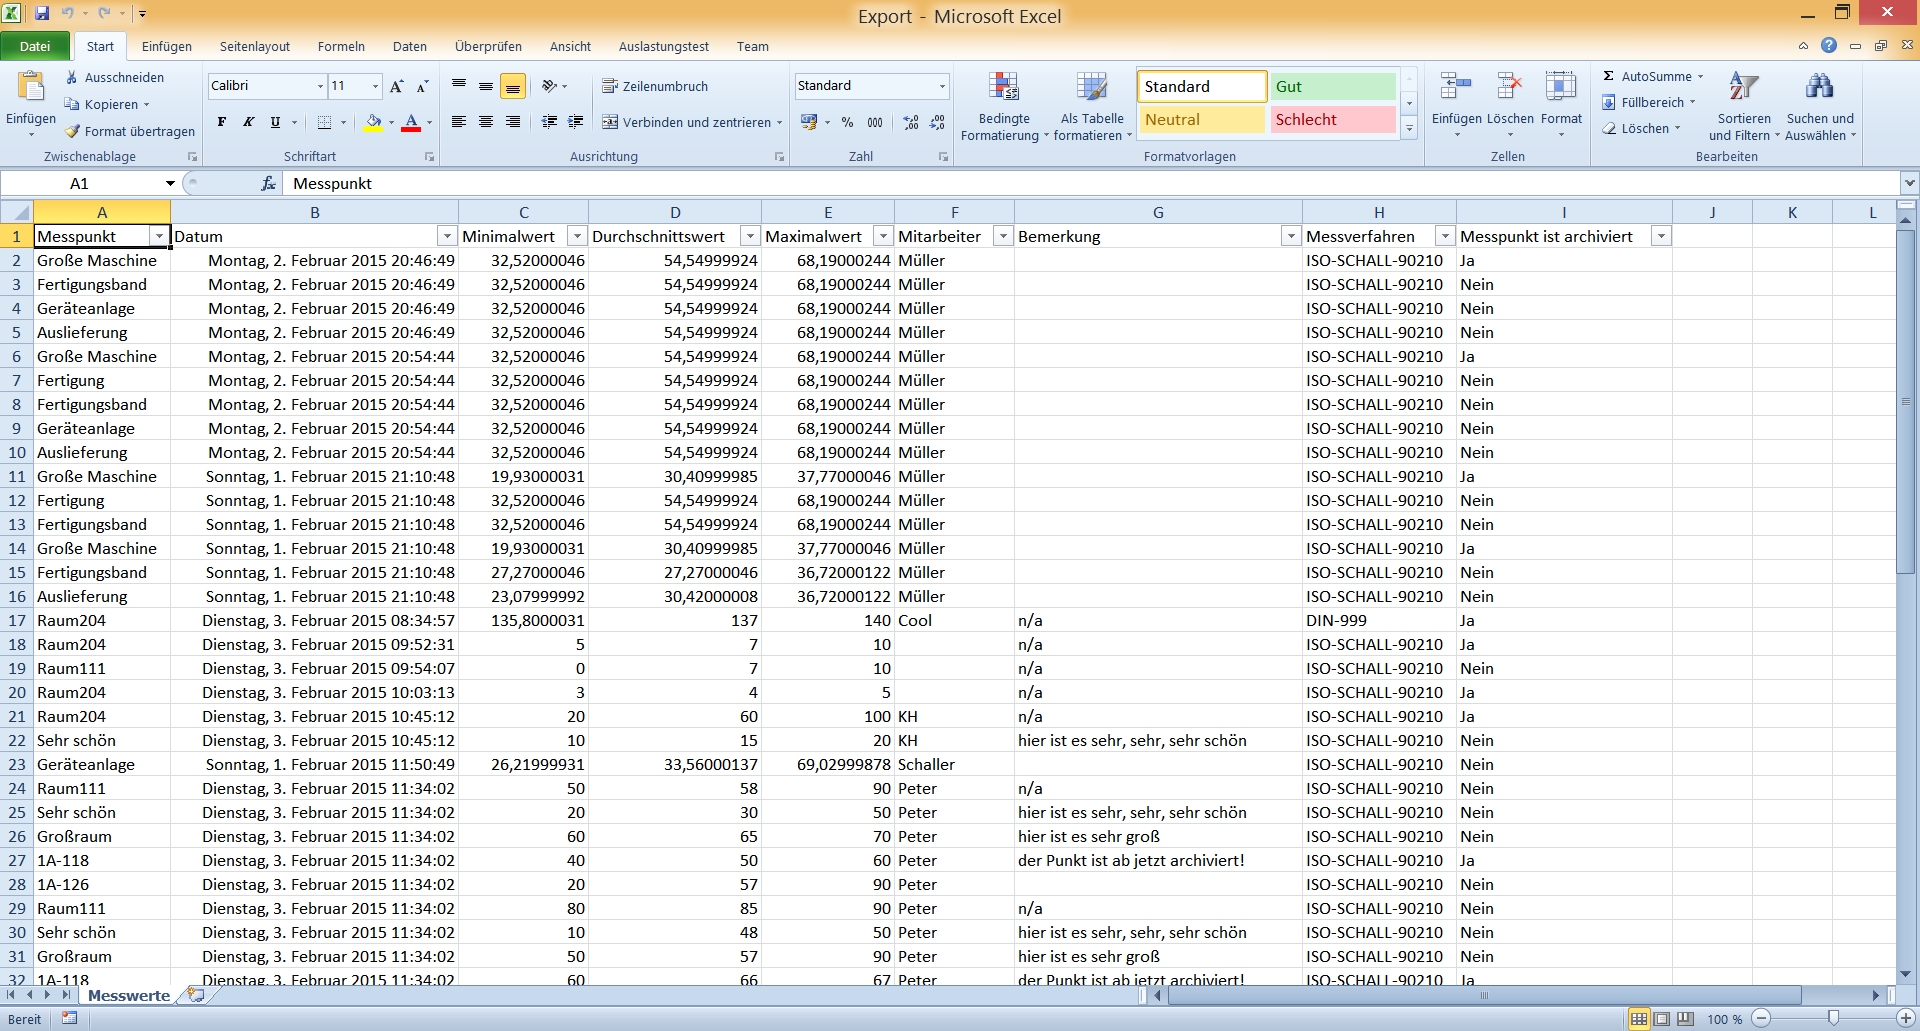 Export - Microsoft Excel
Datei Start Einfügen Seitenlayout Formeln Daten Überprüfen Ansicht Auslastungstest Team
Einfügen
Ausschneiden
Kopieren
Format übertragen
Zwischenablage
Calibri 11
F K U
Schriftart
Zeilenumbruch
Verbinden und zentrieren
Ausrichtung
Standard
% 000
Zahl
Bedingte Formatierung
Als Tabelle formatieren
Standard Gut
Neutral Schlecht
Formatvorlagen
Einfügen Löschen Format
Zellen
Σ AutoSumme
Füllbereich
Löschen
Sortieren und Filtern
Suchen und Auswählen
Bearbeiten
A1 fx Messpunkt
A B C D E F G H I J K L
1 Messpunkt Datum Minimalwert Durchschnittswert Maximalwert Mitarbeiter Bemerkung Messverfahren Messpunkt ist archiviert
2 Große Maschine Montag, 2. Februar 2015 20:46:49 32,52000046 54,54999924 68,19000244 Müller ISO-SCHALL-90210 Ja
3 Fertigungsband Montag, 2. Februar 2015 20:46:49 32,52000046 54,54999924 68,19000244 Müller ISO-SCHALL-90210 Nein
4 Geräteanlage Montag, 2. Februar 2015 20:46:49 32,52000046 54,54999924 68,19000244 Müller ISO-SCHALL-90210 Nein
5 Auslieferung Montag, 2. Februar 2015 20:46:49 32,52000046 54,54999924 68,19000244 Müller ISO-SCHALL-90210 Nein
6 Große Maschine Montag, 2. Februar 2015 20:54:44 32,52000046 54,54999924 68,19000244 Müller ISO-SCHALL-90210 Ja
7 Fertigung Montag, 2. Februar 2015 20:54:44 32,52000046 54,54999924 68,19000244 Müller ISO-SCHALL-90210 Nein
8 Fertigungsband Montag, 2. Februar 2015 20:54:44 32,52000046 54,54999924 68,19000244 Müller ISO-SCHALL-90210 Nein
9 Geräteanlage Montag, 2. Februar 2015 20:54:44 32,52000046 54,54999924 68,19000244 Müller ISO-SCHALL-90210 Nein
10 Auslieferung Montag, 2. Februar 2015 20:54:44 32,52000046 54,54999924 68,19000244 Müller ISO-SCHALL-90210 Nein
11 Große Maschine Sonntag, 1. Februar 2015 21:10:48 19,93000031 30,40999985 37,77000046 Müller ISO-SCHALL-90210 Ja
12 Fertigung Sonntag, 1. Februar 2015 21:10:48 32,52000046 54,54999924 68,19000244 Müller ISO-SCHALL-90210 Nein
13 Fertigungsband Sonntag, 1. Februar 2015 21:10:48 32,52000046 54,54999924 68,19000244 Müller ISO-SCHALL-90210 Nein
14 Große Maschine Sonntag, 1. Februar 2015 21:10:48 19,93000031 30,40999985 37,77000046 Müller ISO-SCHALL-90210 Ja
15 Fertigungsband Sonntag, 1. Februar 2015 21:10:48 27,27000046 27,27000046 36,72000122 Müller ISO-SCHALL-90210 Nein
16 Auslieferung Sonntag, 1. Februar 2015 21:10:48 23,07999992 30,42000008 36,72000122 Müller ISO-SCHALL-90210 Nein
17 Raum204 Dienstag, 3. Februar 2015 08:34:57 135,8000031 137 140 Cool n/a DIN-999 Ja
18 Raum204 Dienstag, 3. Februar 2015 09:52:31 5 7 10 n/a ISO-SCHALL-90210 Ja
19 Raum111 Dienstag, 3. Februar 2015 09:54:07 0 7 10 n/a ISO-SCHALL-90210 Nein
20 Raum204 Dienstag, 3. Februar 2015 10:03:13 3 4 5 n/a ISO-SCHALL-90210 Ja
21 Raum204 Dienstag, 3. Februar 2015 10:45:12 20 60 100 KH n/a ISO-SCHALL-90210 Ja
22 Sehr schön Dienstag, 3. Februar 2015 10:45:12 10 15 20 KH hier ist es sehr, sehr, sehr schön ISO-SCHALL-90210 Nein
23 Geräteanlage Sonntag, 1. Februar 2015 11:50:49 26,21999931 33,56000137 69,02999878 Schaller ISO-SCHALL-90210 Nein
24 Raum111 Dienstag, 3. Februar 2015 11:34:02 50 58 90 Peter n/a ISO-SCHALL-90210 Nein
25 Sehr schön Dienstag, 3. Februar 2015 11:34:02 20 30 50 Peter hier ist es sehr, sehr, sehr schön ISO-SCHALL-90210 Nein
26 Großraum Dienstag, 3. Februar 2015 11:34:02 60 65 70 Peter hier ist es sehr groß ISO-SCHALL-90210 Nein
27 1A-118 Dienstag, 3. Februar 2015 11:34:02 40 50 60 Peter der Punkt ist ab jetzt archiviert! ISO-SCHALL-90210 Ja
28 1A-126 Dienstag, 3. Februar 2015 11:34:02 20 57 90 Peter ISO-SCHALL-90210 Nein
29 Raum111 Dienstag, 3. Februar 2015 11:34:02 80 85 90 Peter n/a ISO-SCHALL-90210 Nein
30 Sehr schön Dienstag, 3. Februar 2015 11:34:02 10 48 50 Peter hier ist es sehr, sehr, sehr schön ISO-SCHALL-90210 Nein
31 Großraum Dienstag, 3. Februar 2015 11:34:02 50 57 90 Peter hier ist es sehr groß ISO-SCHALL-90210 Nein
32 1A-118 Dienstag, 3. Februar 2015 11:34:02 60 66 67 Peter der Punkt ist ab jetzt archiviert! ISO-SCHALL-90210 Ja
Messwerte
Bereit 100 %